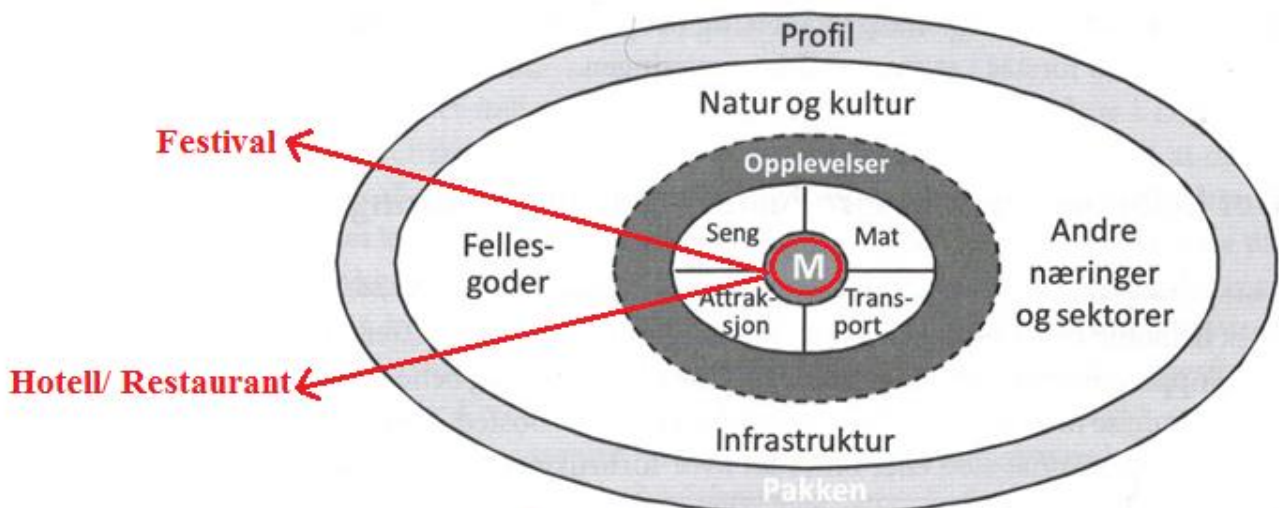 Profil
Natur og kultur
Festival
Opplevelser
Seng
Mat
Felles-
goder
M
Andre
næringer
og sektorer
Attrak-
sjon
Trans-
port
Hotell/ Restaurant
Infrastruktur
Pakken